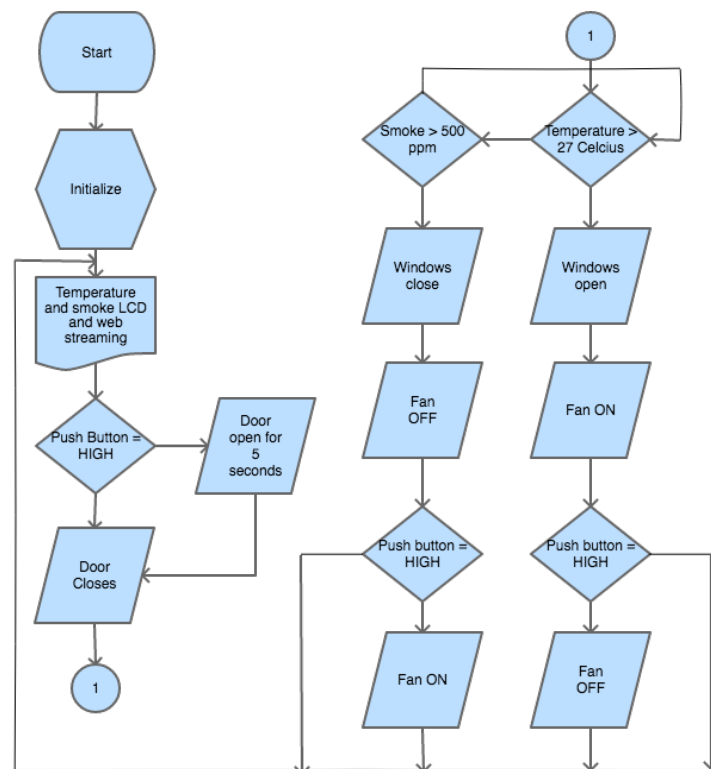 Start
Initialize
Temperature
and smoke LCD
and web
streaming
Push Button =
HIGH
Door
open for
5
seconds
Door
Closes
1
1
Smoke > 500
ppm
Temperature >
27 Celcius
Windows
close
Windows
open
Fan
OFF
Fan ON
Push button =
HIGH
Push button =
HIGH
Fan ON
Fan
OFF